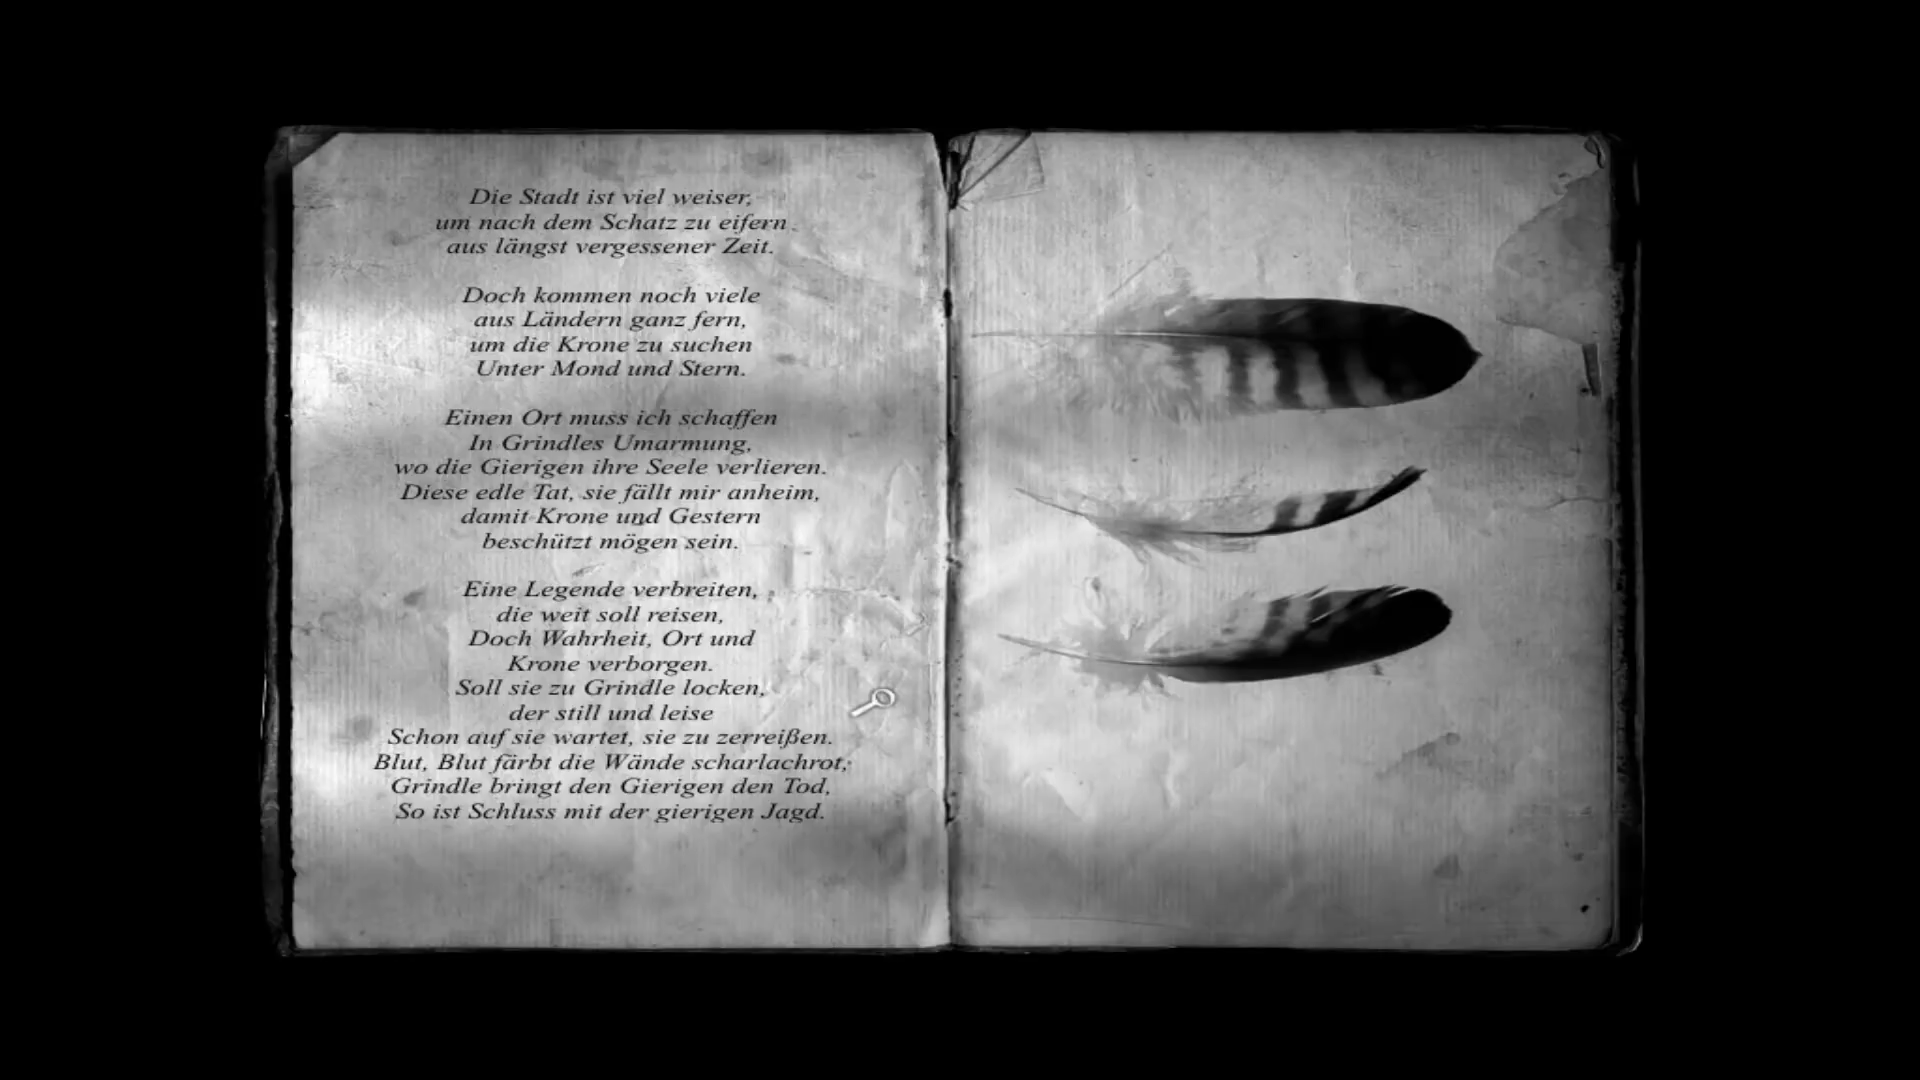 Die Stadt ist viel weiser,
um nach dem Schatz zu eifern
aus längst vergessener Zeit.
Doch kommen noch viele
aus Ländern ganz fern,
um die Krone zu suchen
Unter Mond und Stern.
Einen Ort muss ich schaffen
In Grindles Umarmung,
wo die Gierigen ihre Seele verlieren.
Diese edle Tat, sie fällt mir anheim,
damit Krone und Gestern
beschützt mögen sein.
Eine Legende verbreiten,
die weit soll reisen,
Doch Wahrheit, Ort und
Krone verborgen.
Soll sie zu Grindle locken,
der still und leise
Schon auf sie wartet, sie zu zerreißen.
Blut, Blut färbt die Wände scharlachrot,
Grindle bringt den Gierigen den Tod,
So ist Schluss mit der gierigen Jagd.